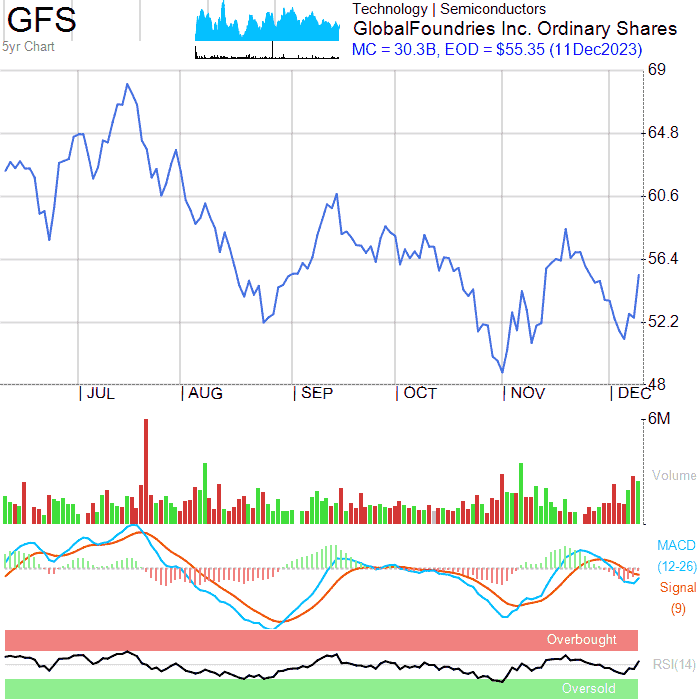 GFS
5yr Chart
Technology | Semiconductors
GlobalFoundries Inc. Ordinary Shares
MC = 30.3B, EOD = $55.35 (11Dec2023)
69
64.8
60.6
56.4
52.2
48
JUL AUG SEP OCT NOV DEC
6M
Volume
MACD
(12-26)
Signal
(9)
Overbought
RSI(14)
Oversold